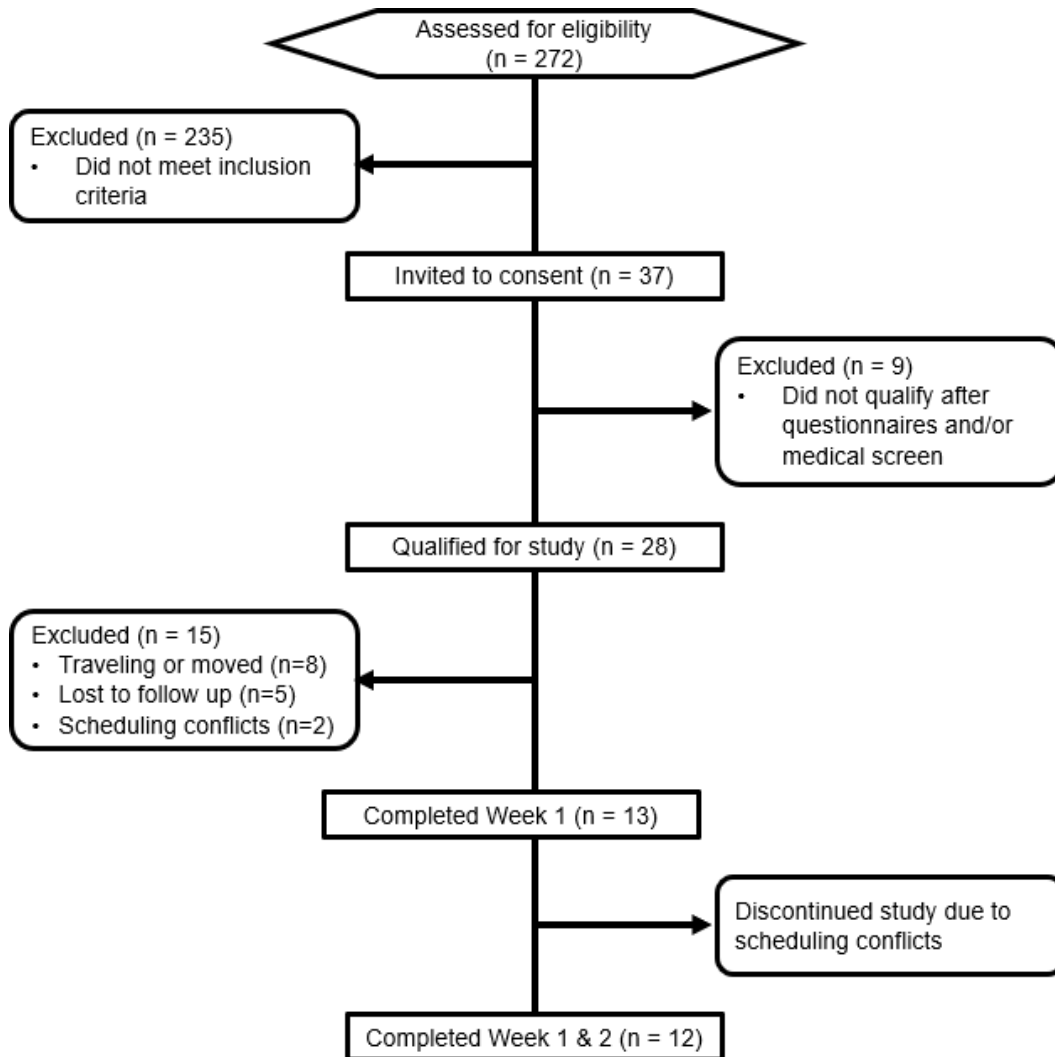 Assessed for eligibility
(n = 272)
Excluded (n = 235)
• Did not meet inclusion
criteria
Invited to consent (n = 37)
Excluded (n = 9)
• Did not qualify after
questionnaires and/or
medical screen
Qualified for study (n = 28)
Excluded (n = 15)
• Traveling or moved (n=8)
• Lost to follow up (n=5)
• Scheduling conflicts (n=2)
Completed Week 1 (n = 13)
Discontinued study due to
scheduling conflicts
Completed Week 1 & 2 (n = 12)